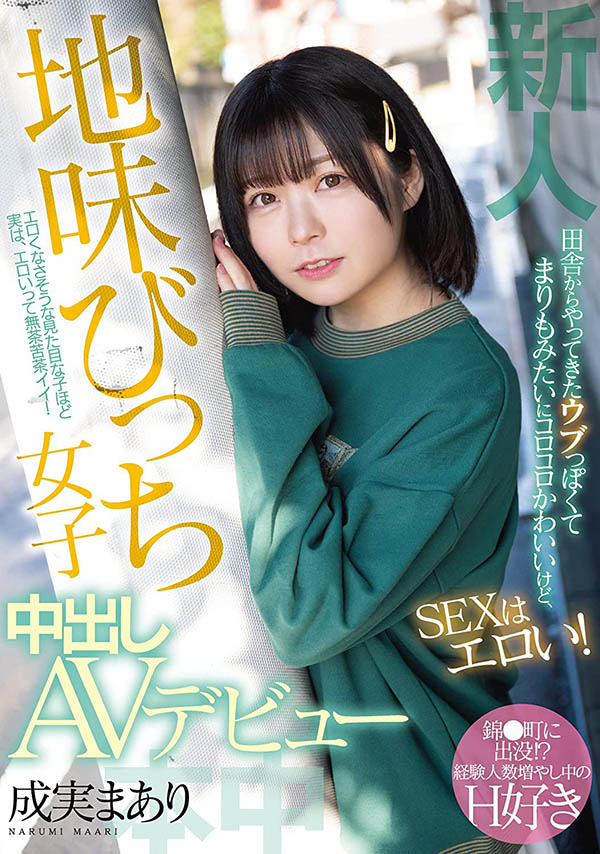 新人
田舎からやってきたウブっぽくて
まりもみたいにコロコロかわいいけど、
SEXは
エロい!
地味びっち
女子
エロくなさそうな見た目な子ほど
実は、エロいって無茶苦茶イイ!
中出し
AVデビュー
本中
成実まあり
NARUMI MAARI
錦●町に
出没!?
経験人数増やし中の
H好き